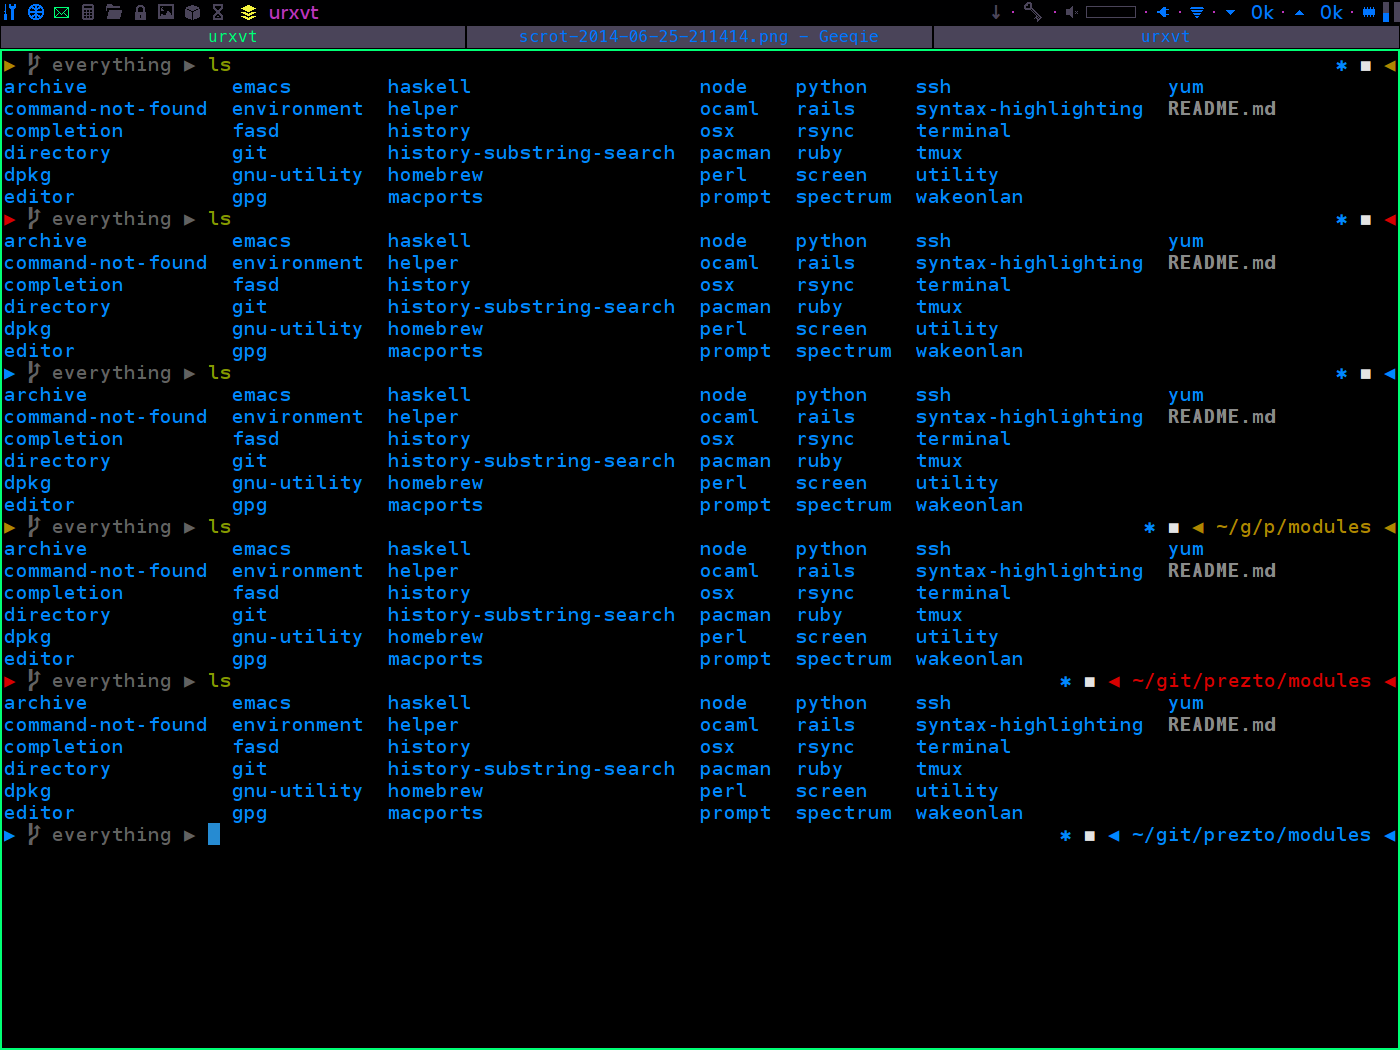 urxvt 0k 0k
urxvt scrot-2014-06-25-211414.png - Geeqie urxvt
everything ▶ ls
archive emacs haskell node python ssh yum
command-not-found environment helper ocaml rails syntax-highlighting README.md
completion fasd history osx rsync terminal
directory git history-substring-search pacman ruby tmux
dpkg gnu-utility homebrew perl screen utility
editor gpg macports prompt spectrum wakeonlan
everything ▶ ls
archive emacs haskell node python ssh yum
command-not-found environment helper ocaml rails syntax-highlighting README.md
completion fasd history osx rsync terminal
directory git history-substring-search pacman ruby tmux
dpkg gnu-utility homebrew perl screen utility
editor gpg macports prompt spectrum wakeonlan
everything ▶ ls
archive emacs haskell node python ssh yum
command-not-found environment helper ocaml rails syntax-highlighting README.md
completion fasd history osx rsync terminal
directory git history-substring-search pacman ruby tmux
dpkg gnu-utility homebrew perl screen utility
editor gpg macports prompt spectrum wakeonlan
everything ▶ ls ~/g/p/modules
archive emacs haskell node python ssh yum
command-not-found environment helper ocaml rails syntax-highlighting README.md
completion fasd history osx rsync terminal
directory git history-substring-search pacman ruby tmux
dpkg gnu-utility homebrew perl screen utility
editor gpg macports prompt spectrum wakeonlan
everything ▶ ls ~/git/prezto/modules
archive emacs haskell node python ssh yum
command-not-found environment helper ocaml rails syntax-highlighting README.md
completion fasd history osx rsync terminal
directory git history-substring-search pacman ruby tmux
dpkg gnu-utility homebrew perl screen utility
editor gpg macports prompt spectrum wakeonlan
everything ▶ ~/git/prezto/modules